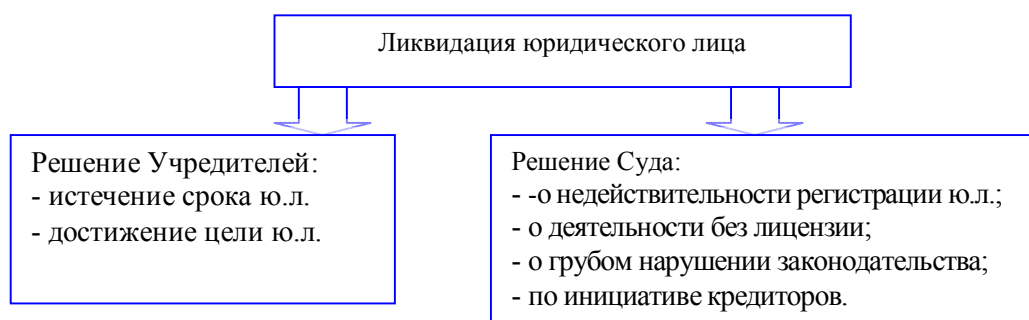 Ликвидация юридического лица
Решение Учредителей:
- истечение срока ю.л.
- достижение цели ю.л.
Решение Суда:
- -о недействительности регистрации ю.л.;
- о деятельности без лицензии;
- о грубом нарушении законодательства;
- по инициативе кредиторов.